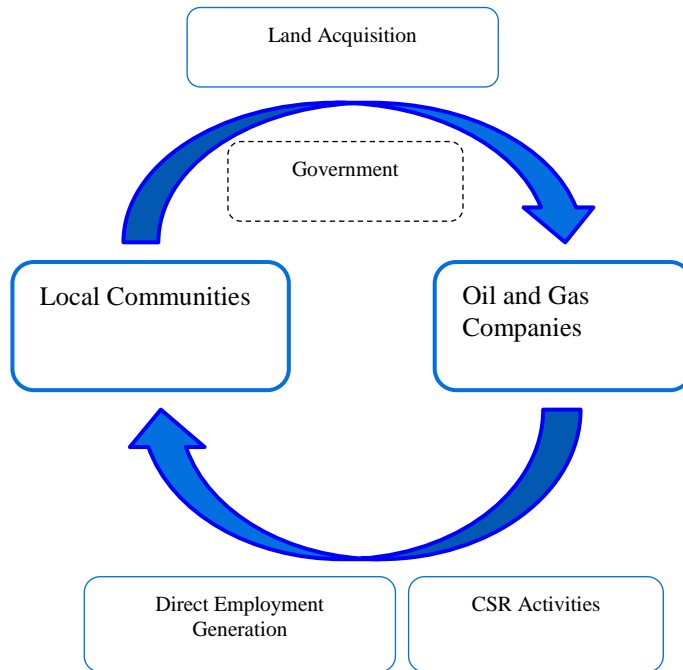 Land Acquisition
Government
Local Communities
Oil and Gas
Companies
Direct Employment
Generation
CSR Activities